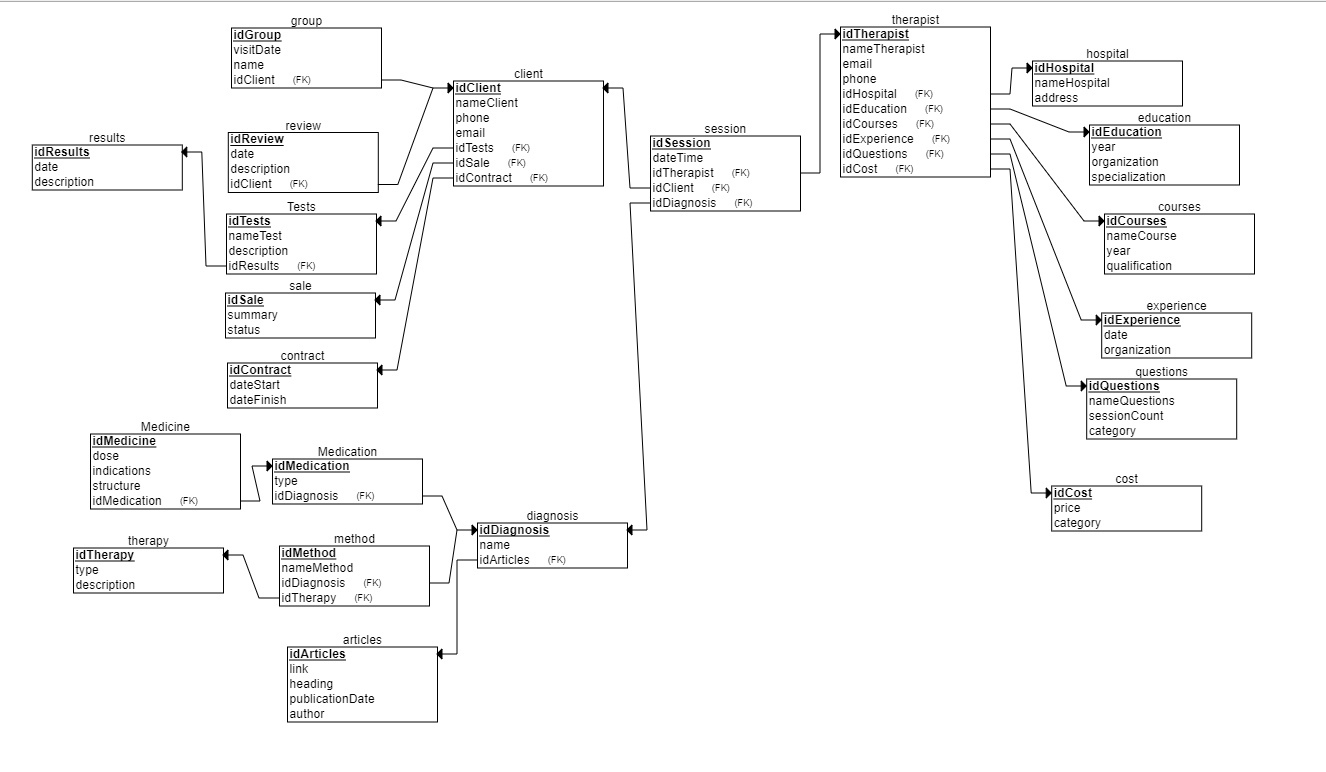 group
idGroup
visitDate
name
idClient (FK)
review
idReview
date
description
idClient (FK)
results
idResults
date
description
Tests
idTests
nameTest
description
idResults (FK)
sale
idSale
summary
status
contract
idContract
dateStart
dateFinish
client
idClient
nameClient
phone
email
idTests (FK)
idSale (FK)
idContract (FK)
session
idSession
dateTime
idTherapist (FK)
idClient (FK)
idDiagnosis (FK)
therapist
idTherapist
nameTherapist
email
phone
idHospital (FK)
idEducation (FK)
idCourses (FK)
idExperience (FK)
idQuestions (FK)
idCost (FK)
hospital
idHospital
nameHospital
address
education
idEducation
year
organization
specialization
courses
idCourses
nameCourse
year
qualification
experience
idExperience
date
organization
questions
idQuestions
nameQuestions
sessionCount
category
cost
idCost
price
category
Medicine
idMedicine
dose
indications
structure
idMedication (FK)
Medication
idMedication
type
idDiagnosis (FK)
diagnosis
idDiagnosis
name
idArticles (FK)
therapy
idTherapy
type
description
method
idMethod
nameMethod
idDiagnosis (FK)
idTherapy (FK)
articles
idArticles
link
heading
publicationDate
author